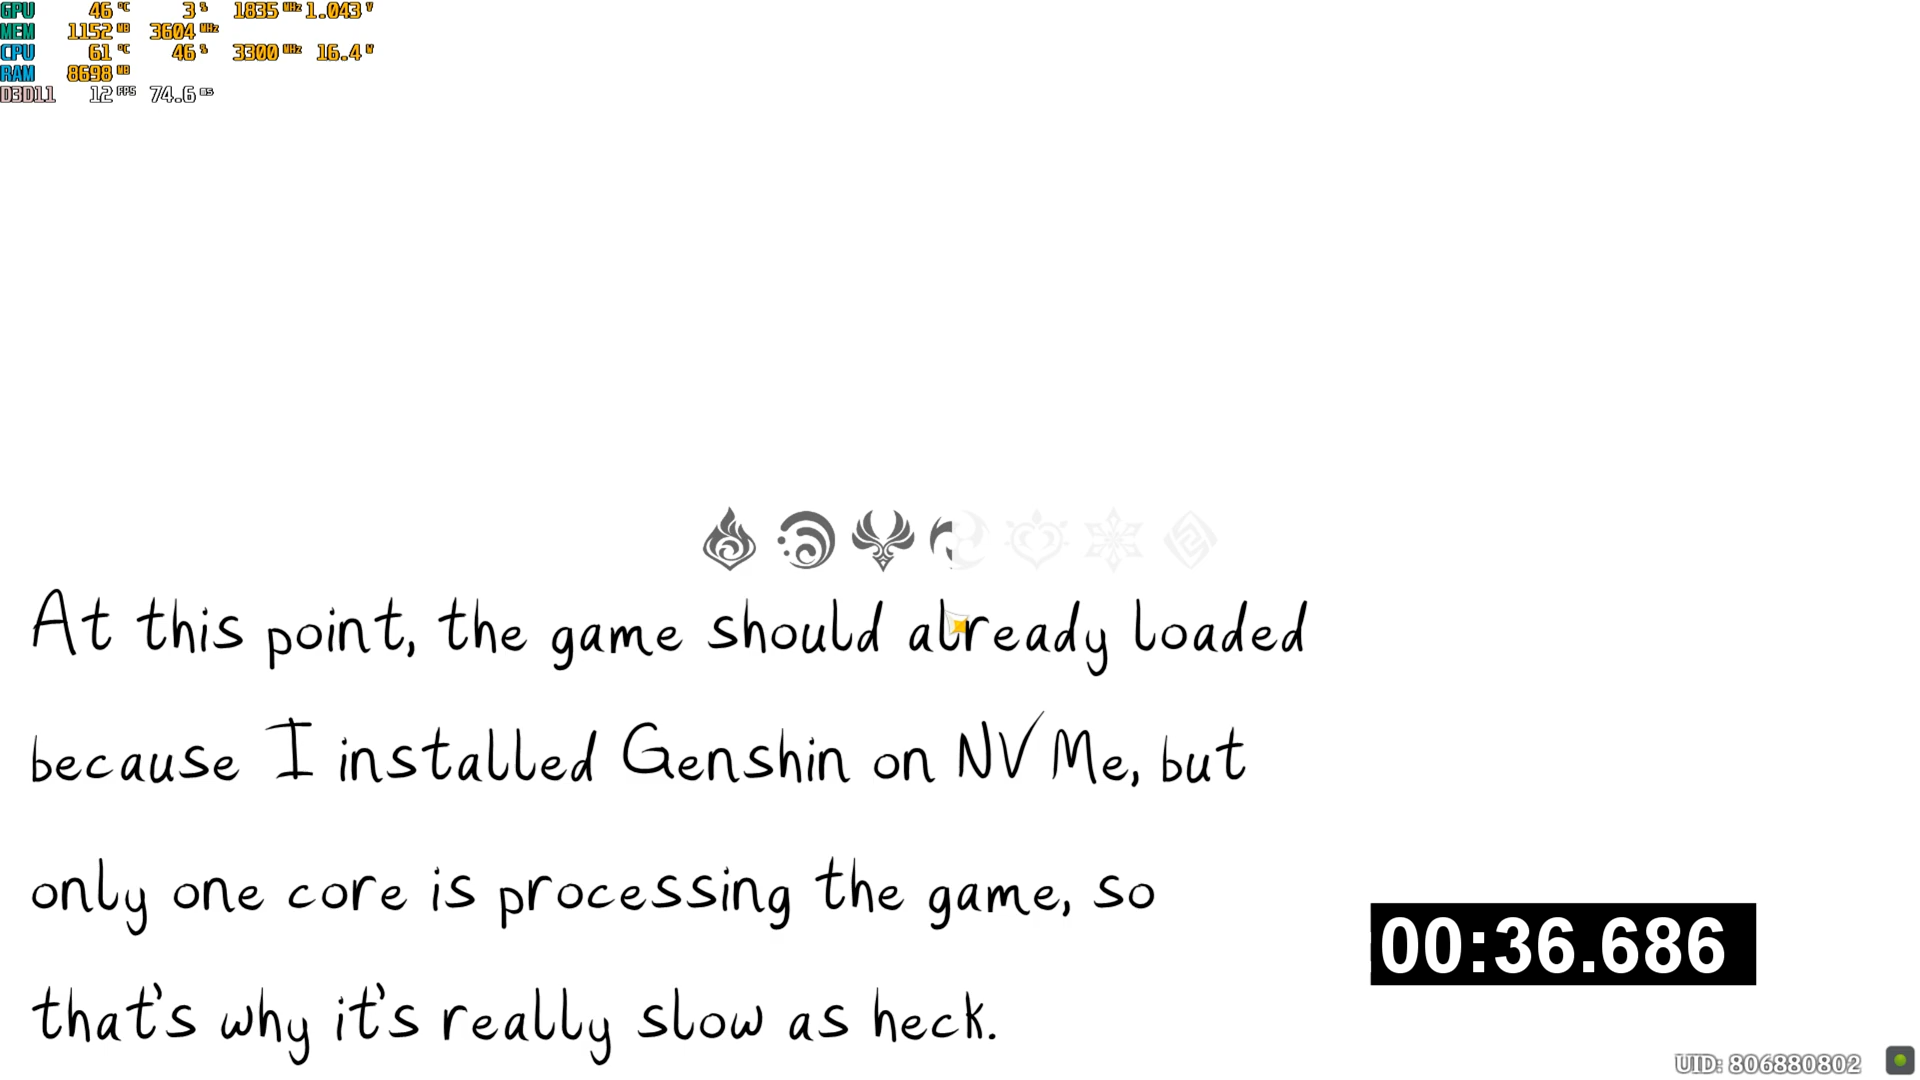 GPU 46 °C 3 % 1835 MHz 1.043 V
MEM 1152 MB 3604 MHz
CPU 61 °C 46 % 3300 MHz 16.4 W
RAM 8698 MB
D3D11 12 FPS 74.6 ms
At this point, the game should already loaded
because I installed Genshin on NVMe, but
only one core is processing the game, so
that's why it's really slow as heck.
00:36.686
UID: 806880802